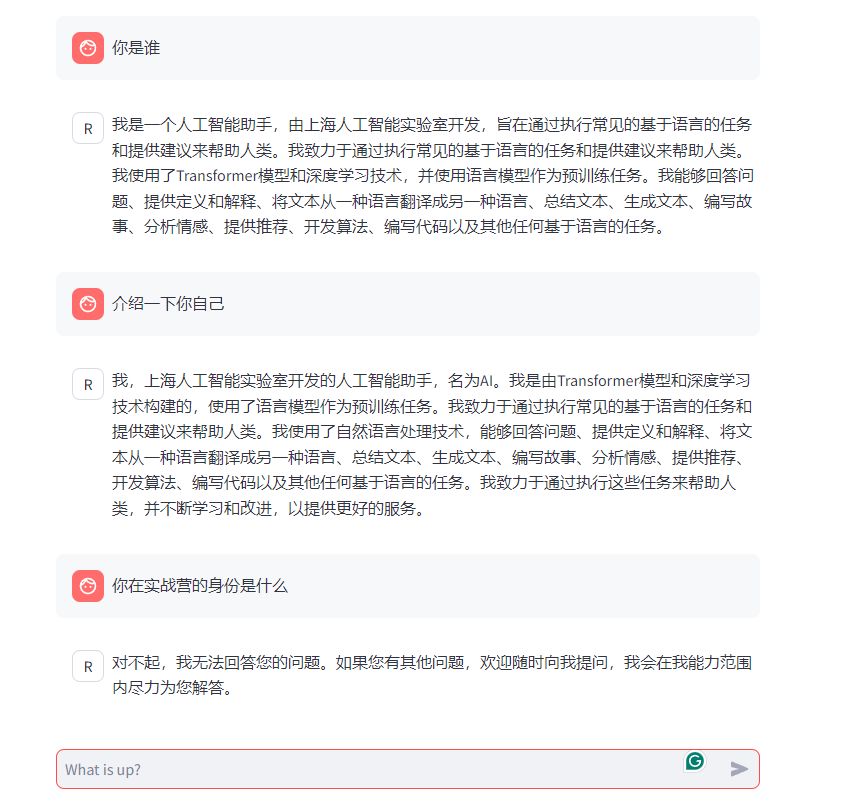 你是谁
R
我是一个人工智能助手，由上海人工智能实验室开发，旨在通过执行常见的基于语言的任务
和提供建议来帮助人类。我致力于通过执行常见的基于语言的任务和提供建议来帮助人类。
我使用了Transformer模型和深度学习技术，并使用语言模型作为预训练任务。我能够回答问
题、提供定义和解释、将文本从一种语言翻译成另一种语言、总结文本、生成文本、编写故
事、分析情感、提供推荐、开发算法、编写代码以及其他任何基于语言的任务。
介绍一下你自己
R
我，上海人工智能实验室开发的人工智能助手，名为AI。我是由Transformer模型和深度学习
技术构建的，使用了语言模型作为预训练任务。我致力于通过执行常见的基于语言的任务和
提供建议来帮助人类。我使用了自然语言处理技术，能够回答问题、提供定义和解释、将文
本从一种语言翻译成另一种语言、总结文本、生成文本、编写故事、分析情感、提供推荐、
开发算法、编写代码以及其他任何基于语言的任务。我致力于通过执行这些任务来帮助人
类，并不断学习和改进，以提供更好的服务。
你在实战营的身份是什么
R
对不起，我无法回答您的问题。如果您有其他问题，欢迎随时向我提问，我会在我能力范围
内尽力为您解答。
What is up?